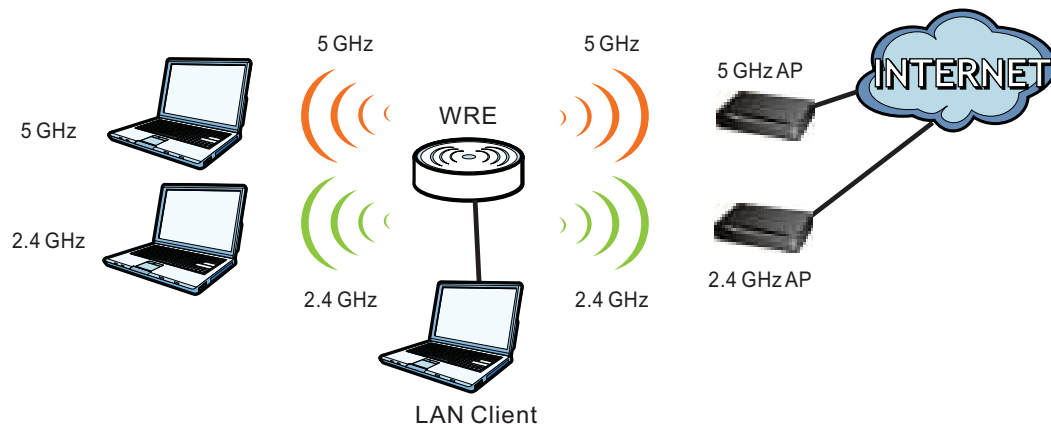 5 GHz
5 GHz
5 GHz AP
INTERNET
WRE
5 GHz
2.4 GHz
2.4 GHz
2.4 GHz
2.4 GHz AP
LAN Client